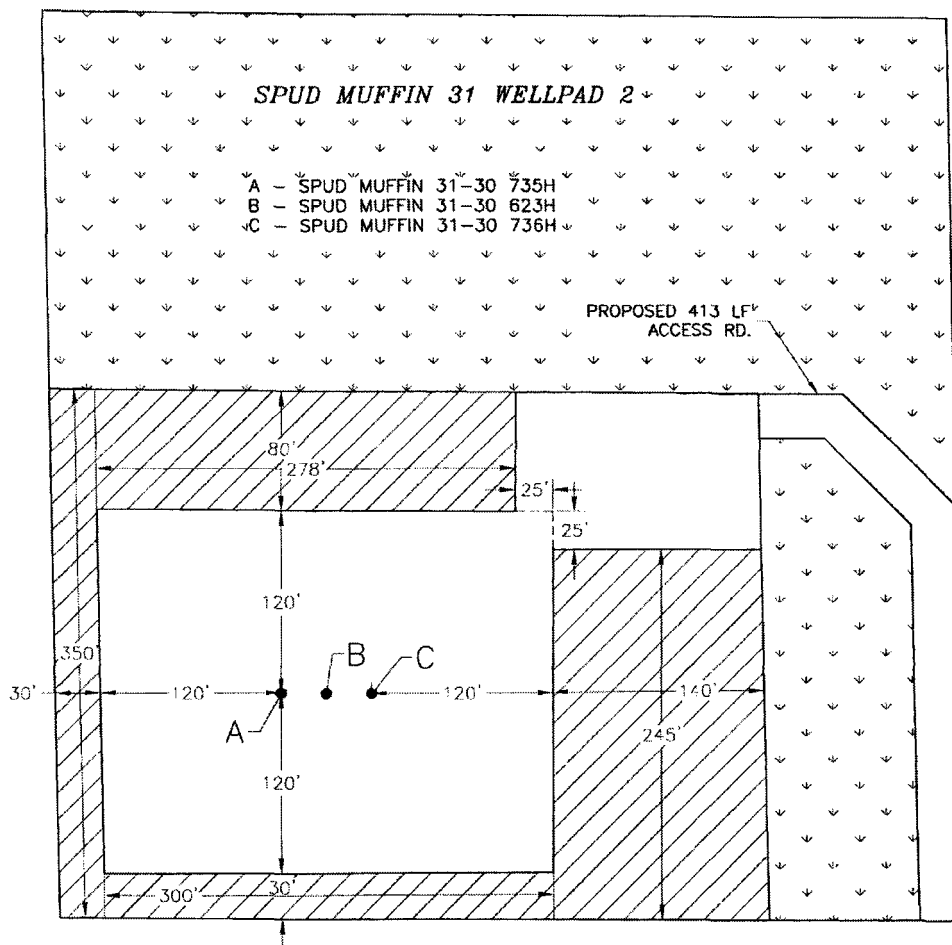 SPUD MUFFIN 31 WELLPAD 2
A - SPUD MUFFIN 31-30 735H
B - SPUD MUFFIN 31-30 623H
C - SPUD MUFFIN 31-30 736H
PROPOSED 413 LF
ACCESS RD.
80'
278'
25'
25'
120'
350'
B
C
30'
120'
120'
140'
A
245'
120'
300'
30'